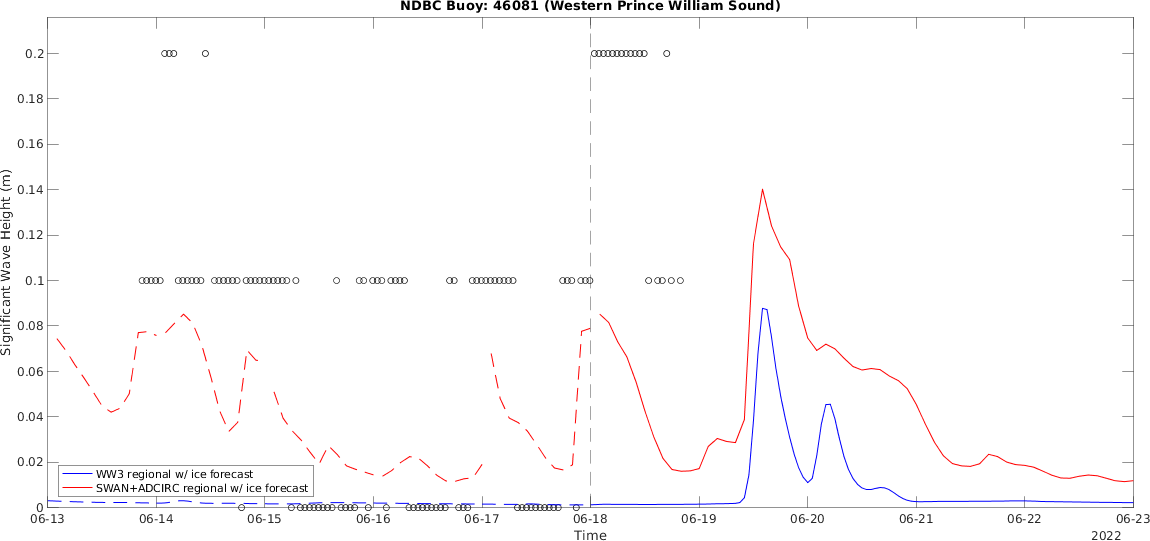 NDBC Buoy: 46081 (Western Prince William Sound)
Significant Wave Height (m)
0.2
0.18
0.16
0.14
0.12
0.1
0.08
0.06
0.04
0.02
0
WW3 regional w/ ice forecast
SWAN+ADCIRC regional w/ ice forecast
06-13 06-14 06-15 06-16 06-17 06-18 06-19 06-20 06-21 06-22 06-23
Time
2022